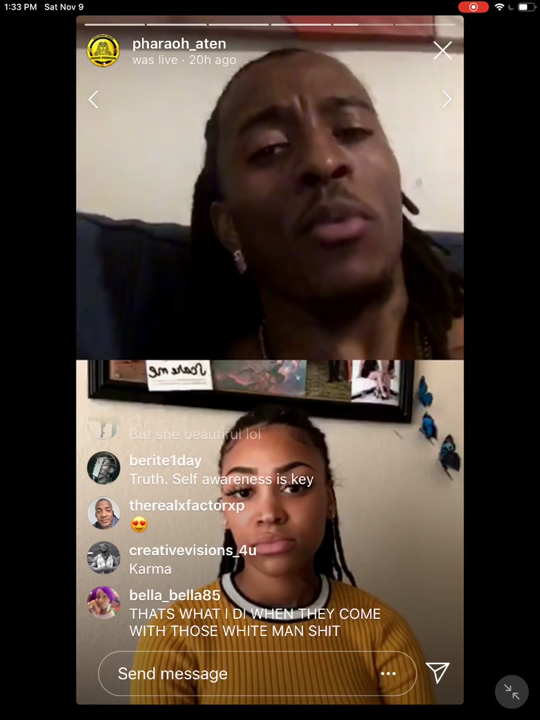 1:33 PM Sat Nov 9
pharaoh_aten
was live · 20h ago
Scare me
But she beautiful lol
berite1day
Truth. Self awareness is key
therealxfactorxp
😍
creativevisions_4u
Karma
bella_bella85
THATS WHAT I DI WHEN THEY COME
WITH THOSE WHITE MAN SHIT
Send message